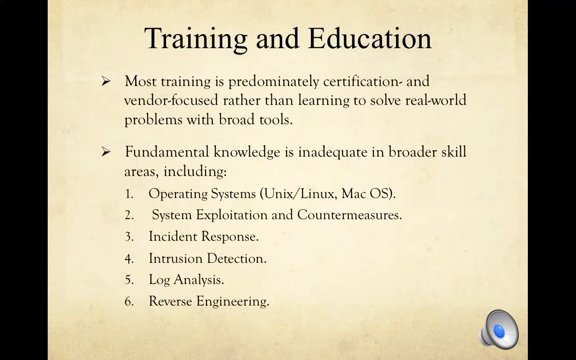 Training and Education
Most training is predominately certification- and
vendor-focused rather than learning to solve real-world
problems with broad tools.
Fundamental knowledge is inadequate in broader skill
areas, including:
1. Operating Systems (Unix/Linux, Mac OS).
2. System Exploitation and Countermeasures.
3. Incident Response.
4. Intrusion Detection.
5. Log Analysis.
6. Reverse Engineering.